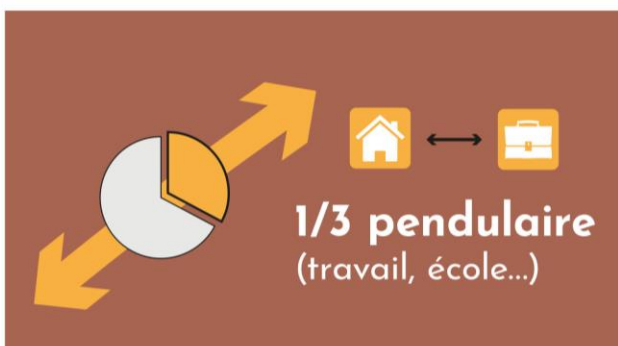 1/3 pendulaire
(travail, école...)